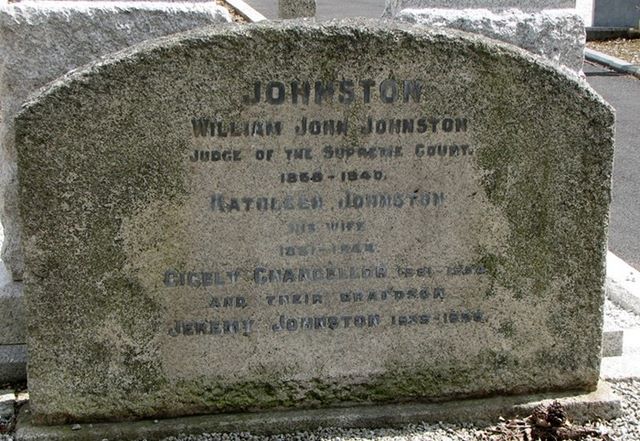 JOHNSTON
WILLIAM JOHN JOHNSTON
JUDGE OF THE SUPREME COURT.
1868-1940.
KATHLEEN JOHNSTON
HIS WIFE
CICELY CHANCELLOR
AND THEIR GRANDSON
JEREMY JOHNSTON